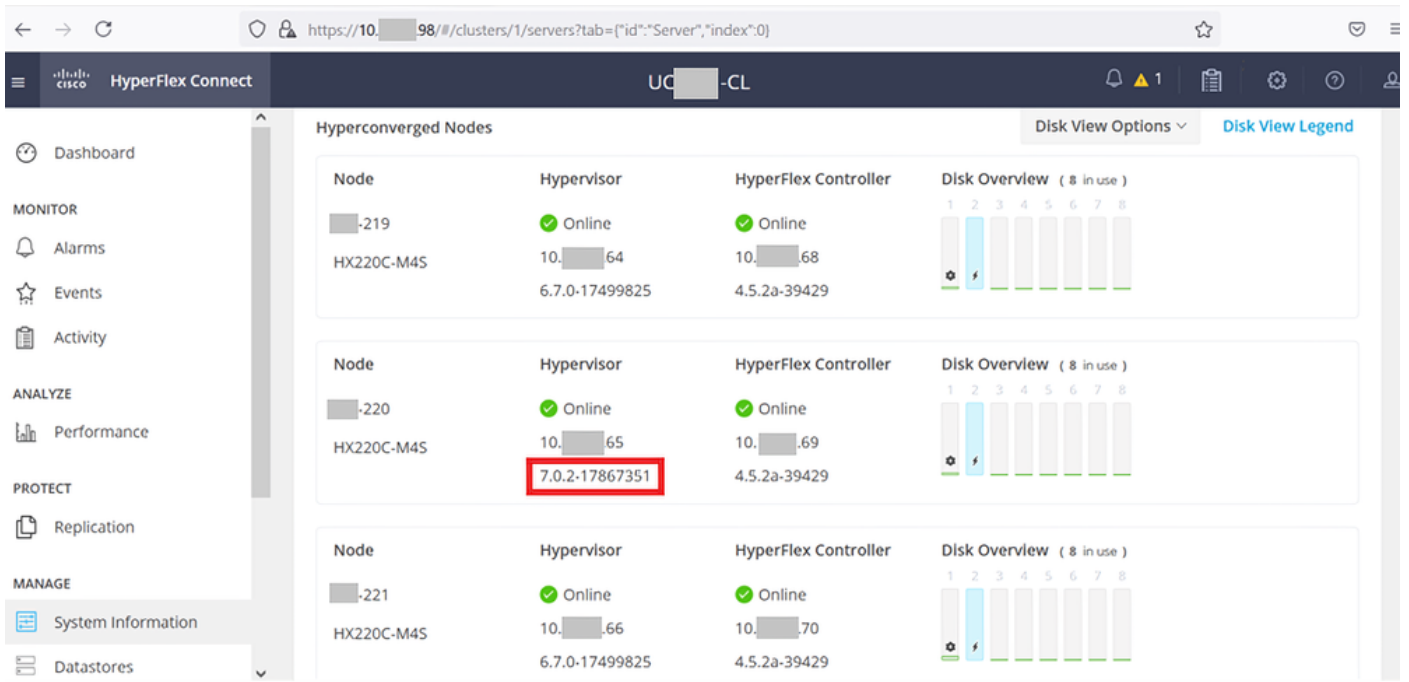 https://10. .98/#/clusters/1/servers?tab={"id":"Server","index":0}
cisco HyperFlex Connect
UC -CL
1
Dashboard
MONITOR
Alarms
Events
Activity
ANALYZE
Performance
PROTECT
Replication
MANAGE
System Information
Datastores
Hyperconverged Nodes
Disk View Options
Disk View Legend
Node Hypervisor HyperFlex Controller Disk Overview ( 8 in use )
1 2 3 4 5 6 7 8
-219 Online Online
HX220C-M4S 10. .64 10. .68
6.7.0-17499825 4.5.2a-39429
Node Hypervisor HyperFlex Controller Disk Overview ( 8 in use )
1 2 3 4 5 6 7 8
-220 Online Online
HX220C-M4S 10. .65 10. .69
7.0.2-17867351 4.5.2a-39429
Node Hypervisor HyperFlex Controller Disk Overview ( 8 in use )
1 2 3 4 5 6 7 8
-221 Online Online
HX220C-M4S 10. .66 10. .70
6.7.0-17499825 4.5.2a-39429